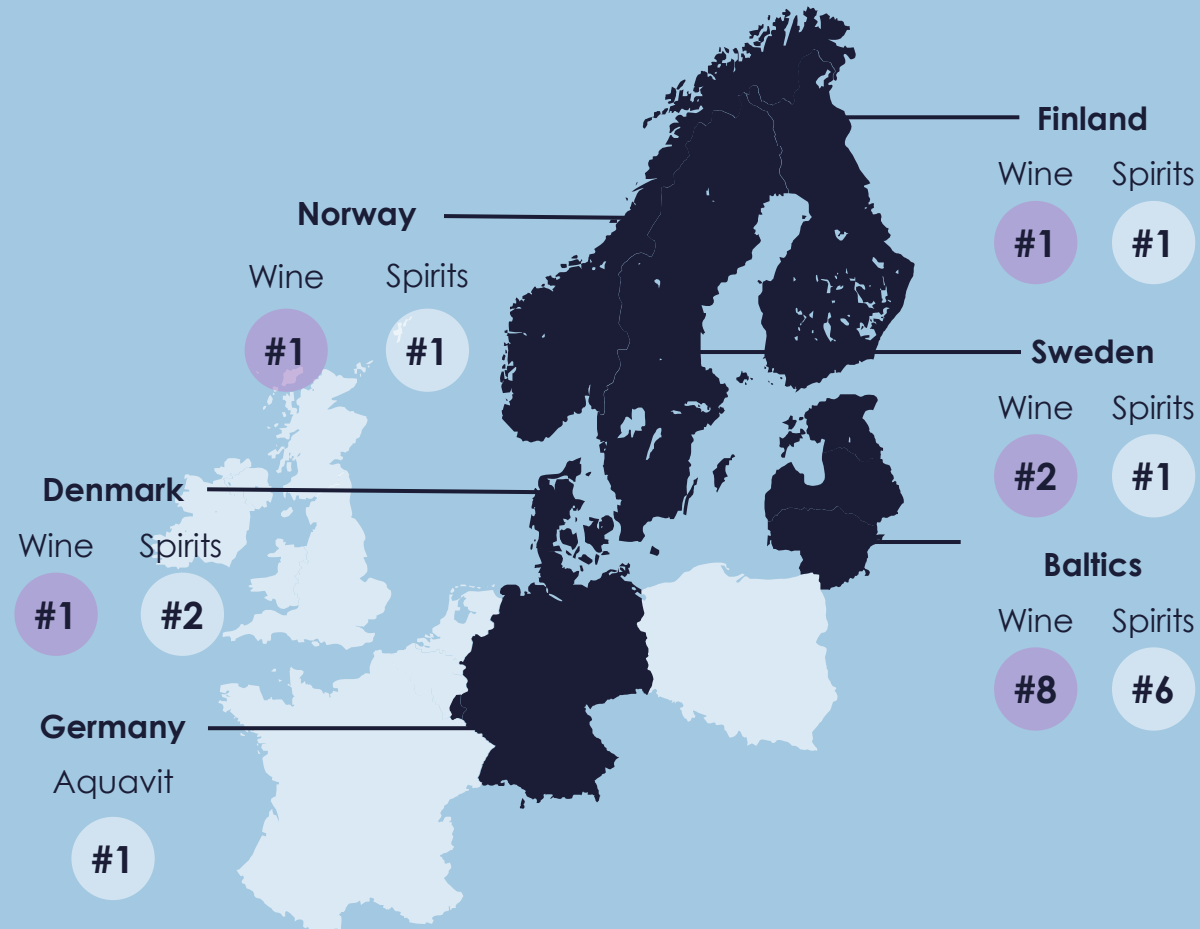 Finland
Wine Spirits
#1 #1
Norway
Wine Spirits
#1 #1
Sweden
Wine Spirits
#2 #1
Denmark
Wine Spirits
#1 #2
Baltics
Wine Spirits
#8 #6
Germany
Aquavit
#1